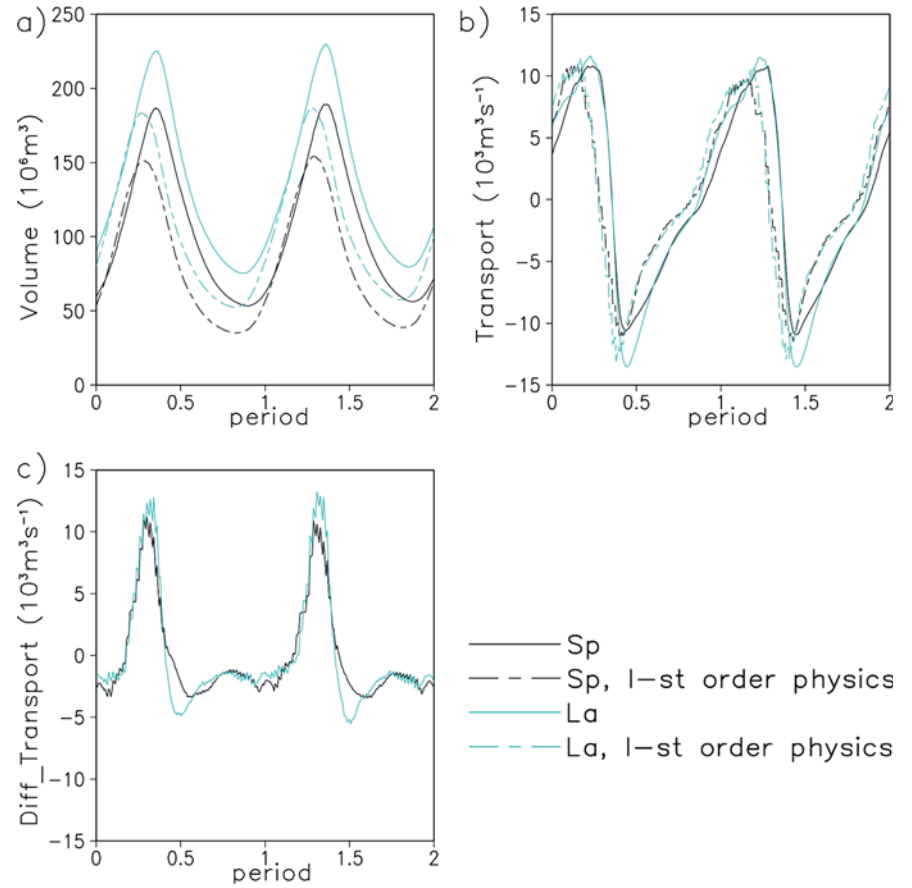 a)
Volume (10⁶m³)
250
200
150
100
50
0
0
0.5
1
1.5
2
period
b)
Transport (10³m³s⁻¹)
15
10
5
0
−5
−10
−15
0
0.5
1
1.5
2
period
c)
Diff_Transport (10³m³s⁻¹)
15
10
5
0
−5
−10
−15
0
0.5
1
1.5
2
period
Sp
Sp, I−st order physics
La
La, I−st order physics